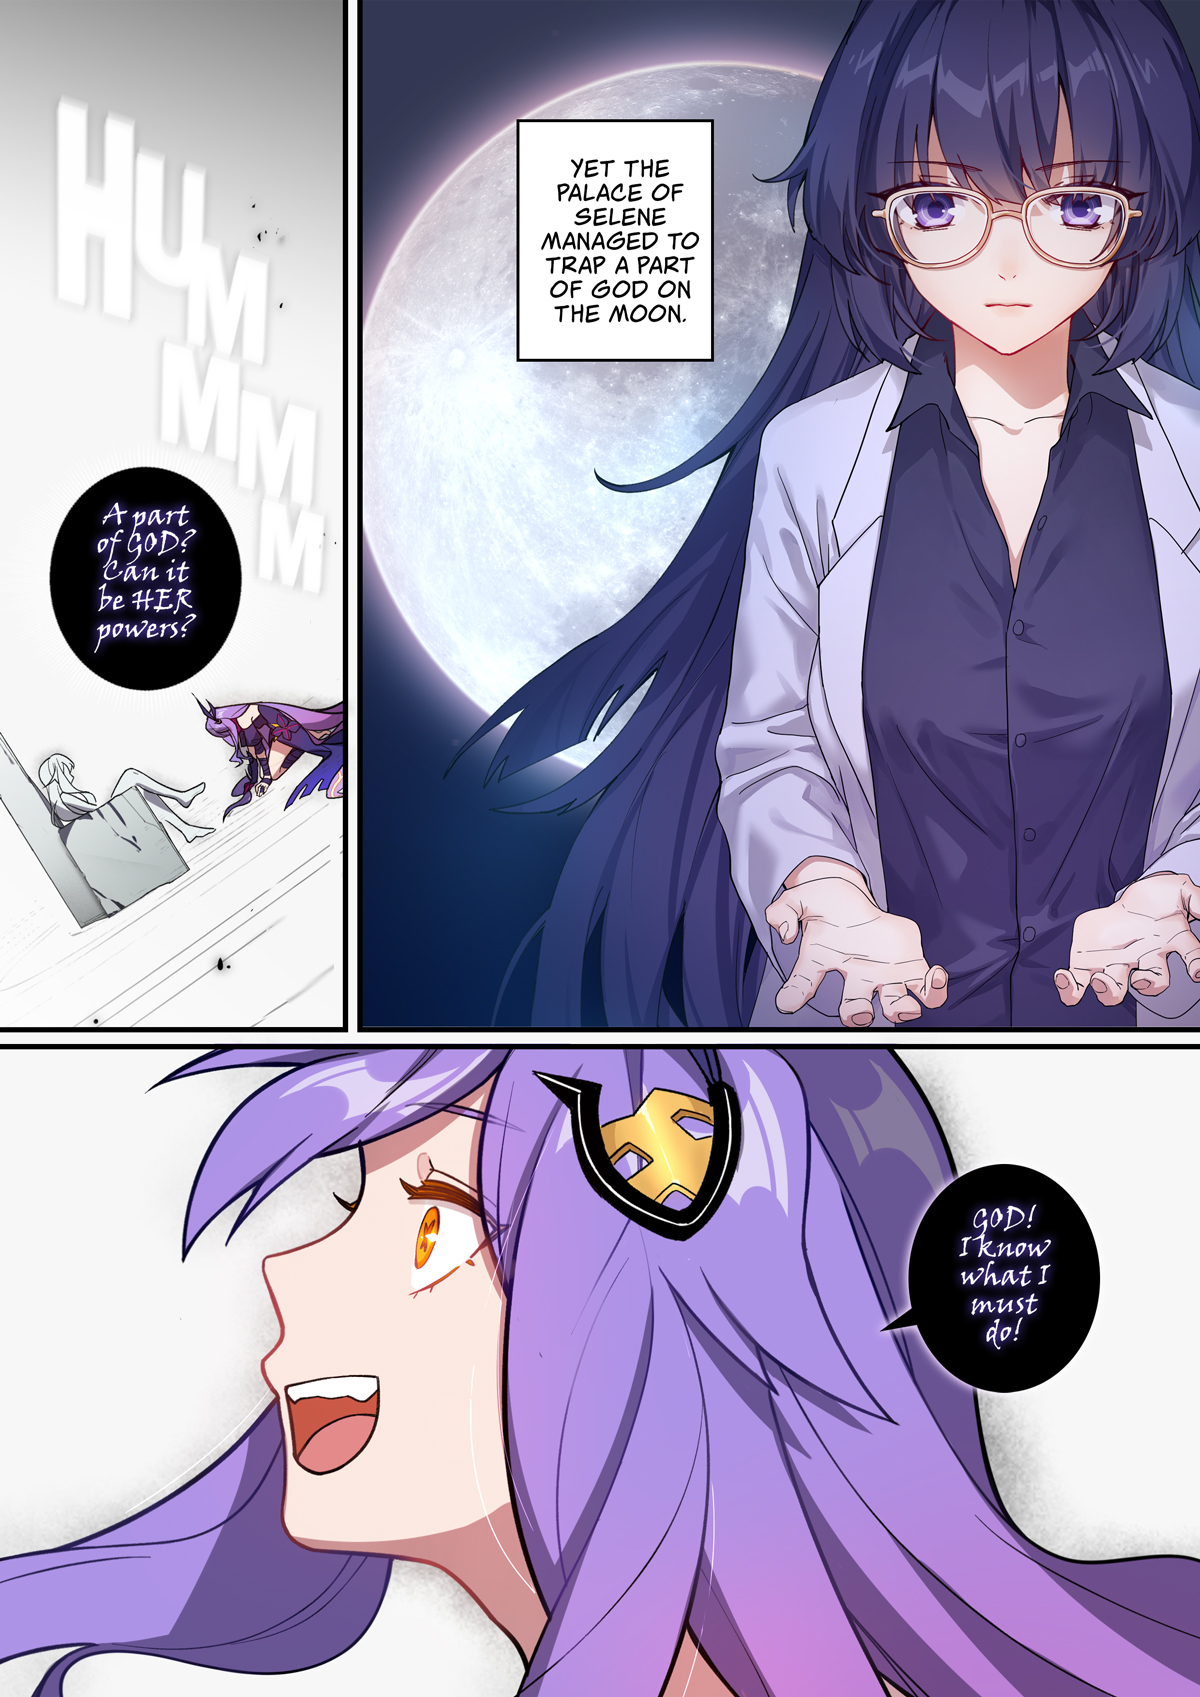 HUMMMMM
YET THE
PALACE OF
SELENE
MANAGED TO
TRAP A PART
OF GOD ON
THE MOON.
A part
of GOD?
Can it
be HER
powers?
GOD!
I know
what I
must
do!